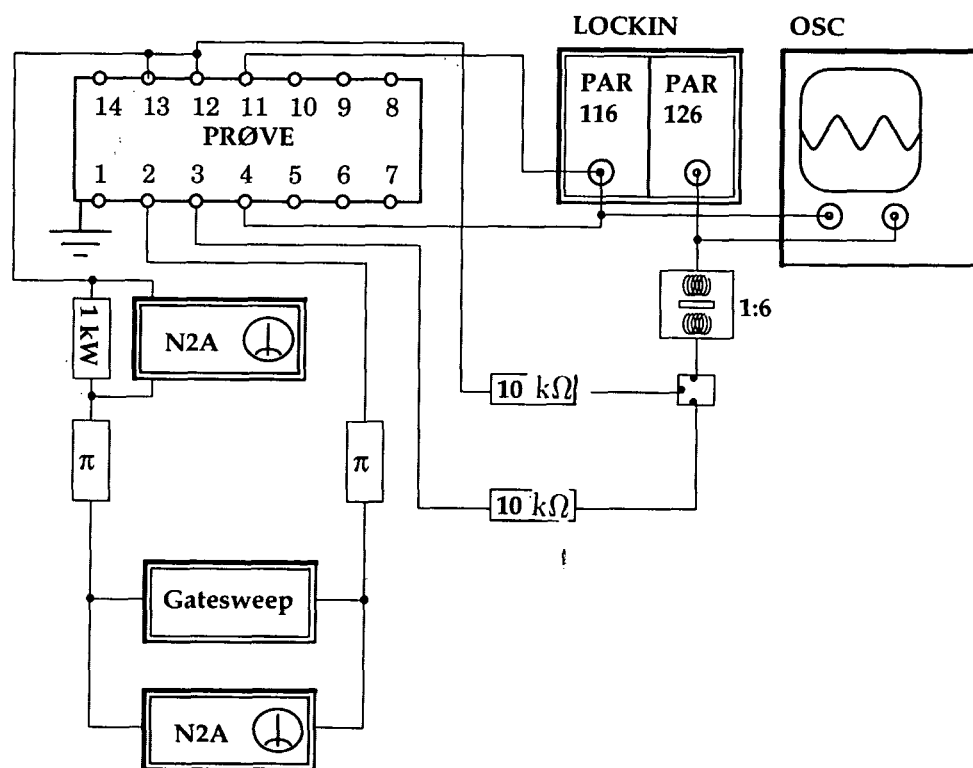 LOCKIN OSC
PAR 116
PAR 126
14 13 12 11 10 9 8
PRØVE
1 2 3 4 5 6 7
1:6
1 kW
N2A
10 kΩ
π π
10 kΩ
Gatesweep
N2A